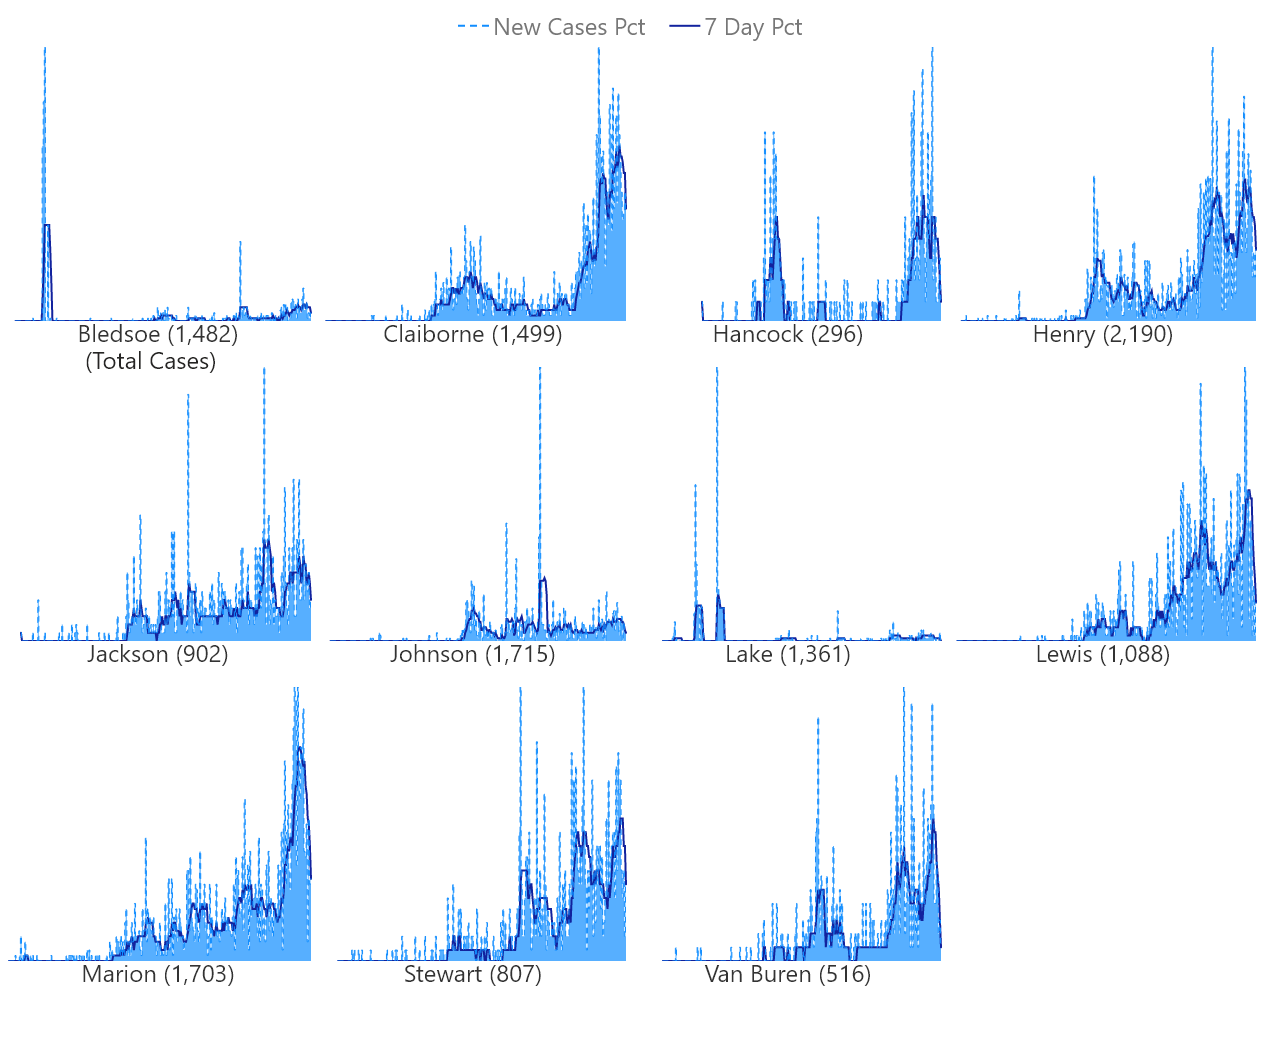 New Cases Pct 7 Day Pct
Bledsoe (1,482) Claiborne (1,499) Hancock (296) Henry (2,190)
(Total Cases)
Jackson (902) Johnson (1,715) Lake (1,361) Lewis (1,088)
Marion (1,703) Stewart (807) Van Buren (516)